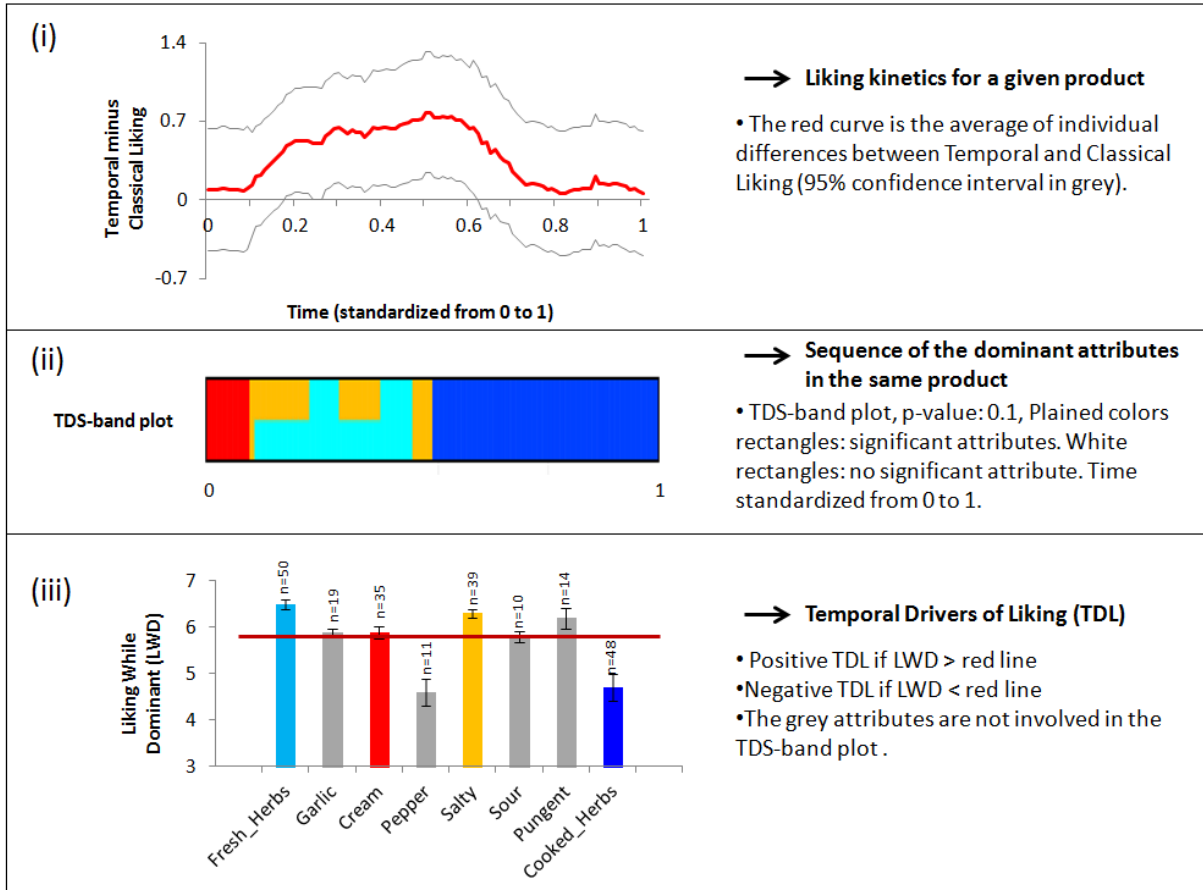 (i)
1.4
0.7
0
-0.7
Temporal minus
Classical Liking
0
0.2
0.4
0.6
0.8
1
Time (standardized from 0 to 1)
Liking kinetics for a given product
• The red curve is the average of individual
differences between Temporal and Classical
Liking (95% confidence interval in grey).
(ii)
TDS-band plot
0
1
Sequence of the dominant attributes
in the same product
• TDS-band plot, p-value: 0.1, Plained colors
rectangles: significant attributes. White
rectangles: no significant attribute. Time
standardized from 0 to 1.
(iii)
Liking While
Dominant (LWD)
7
6
5
4
3
n=50
n=19
n=35
n=11
n=39
n=10
n=14
n=48
Fresh_Herbs
Garlic
Cream
Pepper
Salty
Sour
Pungent
Cooked_Herbs
Temporal Drivers of Liking (TDL)
• Positive TDL if LWD > red line
•Negative TDL if LWD < red line
•The grey attributes are not involved in the
TDS-band plot .